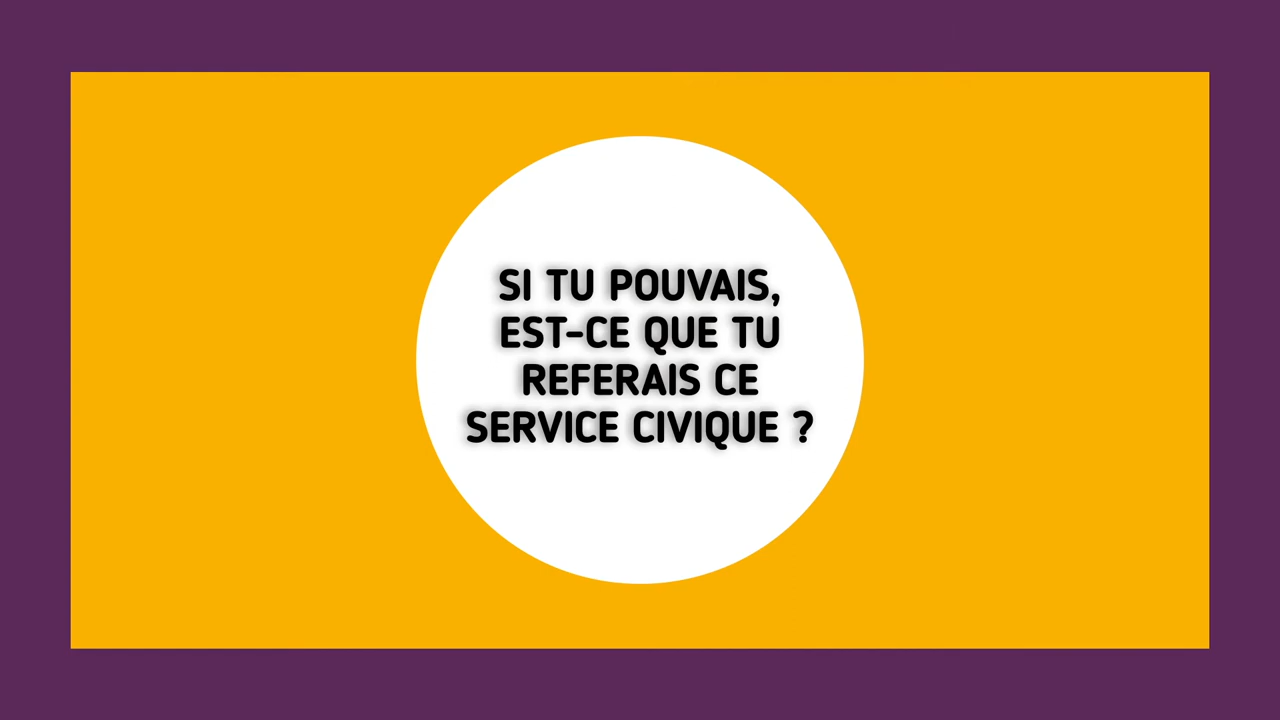 SI TU POUVAIS,
EST-CE QUE TU
REFERAIS CE
SERVICE CIVIQUE ?